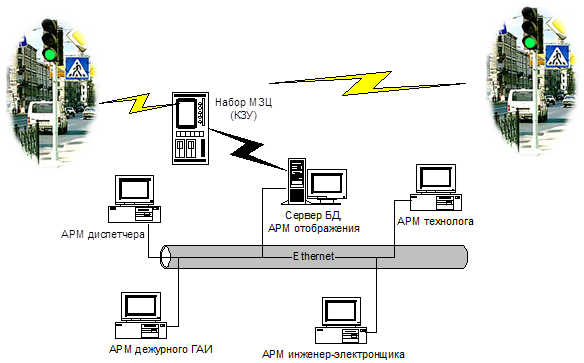 Набор МЗЦ
(КЗУ)
Сервер БД,
АРМ отображения
АРМ технолога
АРМ диспетчера
Ethernet
АРМ дежурного ГАИ
АРМ инженер-электронщика